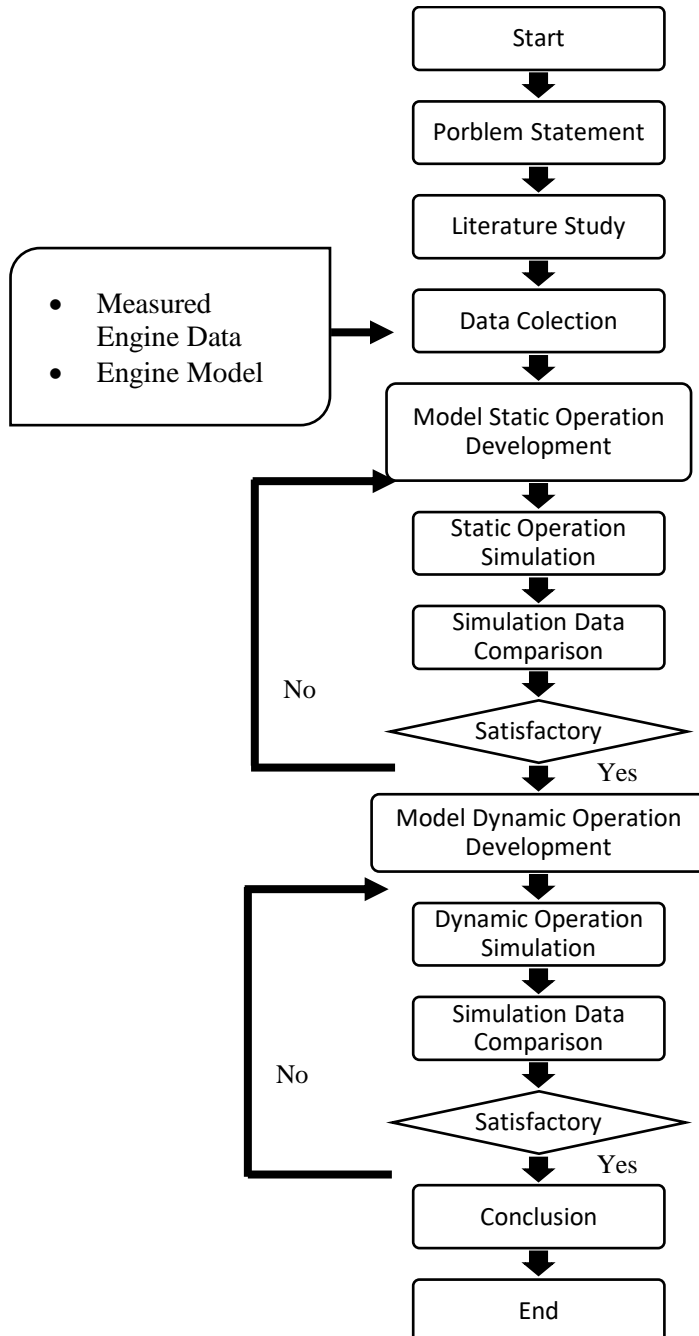 Start
Porblem Statement
Literature Study
• Measured
Engine Data
• Engine Model
Data Colection
Model Static Operation
Development
Static Operation
Simulation
Simulation Data
Comparison
No
Satisfactory
Yes
Model Dynamic Operation
Development
Dynamic Operation
Simulation
Simulation Data
Comparison
No
Satisfactory
Yes
Conclusion
End